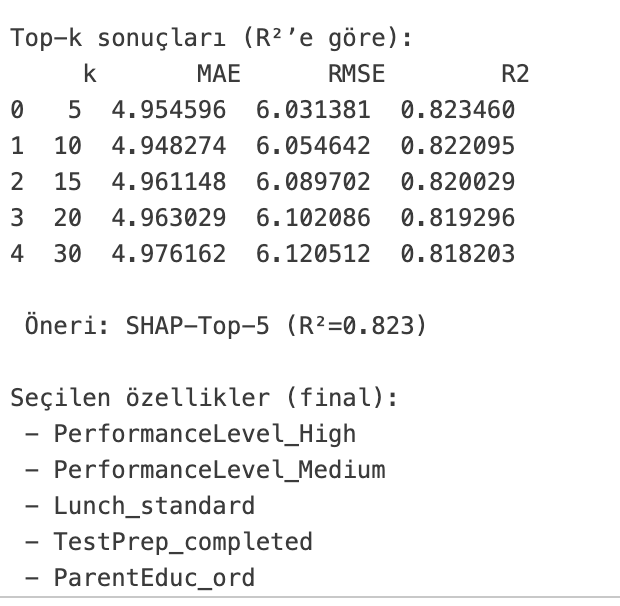 Top-k sonuçları (R²’e göre):
k MAE RMSE R2
0 5 4.954596 6.031381 0.823460
1 10 4.948274 6.054642 0.822095
2 15 4.961148 6.089702 0.820029
3 20 4.963029 6.102086 0.819296
4 30 4.976162 6.120512 0.818203
Öneri: SHAP-Top-5 (R²=0.823)
Seçilen özellikler (final):
- PerformanceLevel_High
- PerformanceLevel_Medium
- Lunch_standard
- TestPrep_completed
- ParentEduc_ord